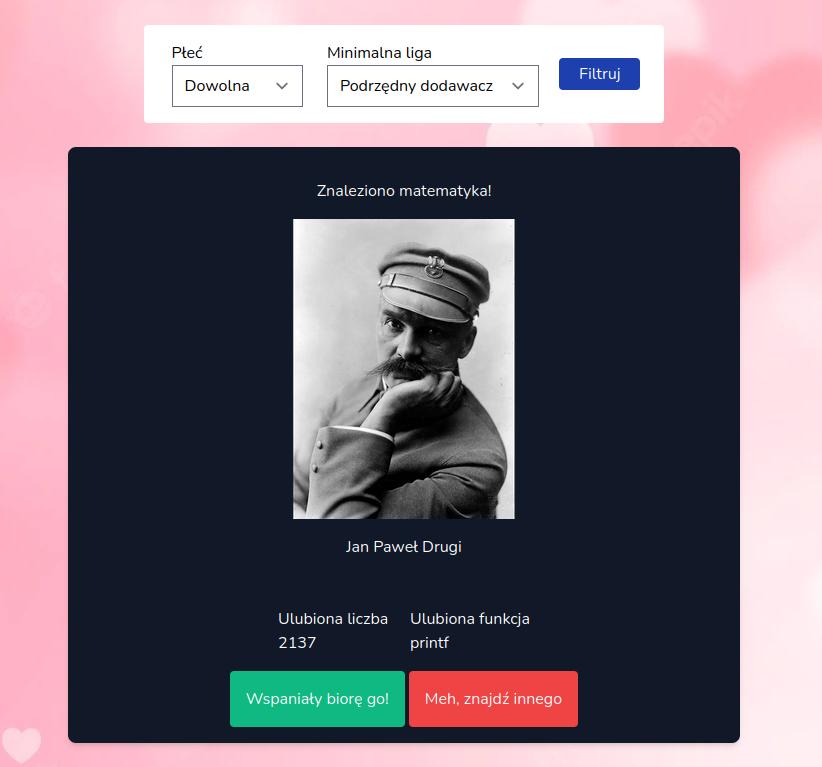 Płeć
Minimalna liga
Dowolna
Podrzędny dodawacz
Filtruj
Znaleziono matematyka!
Jan Paweł Drugi
Ulubiona liczba
Ulubiona funkcja
2137
printf
Wspaniały biorę go!
Meh, znajdź innego